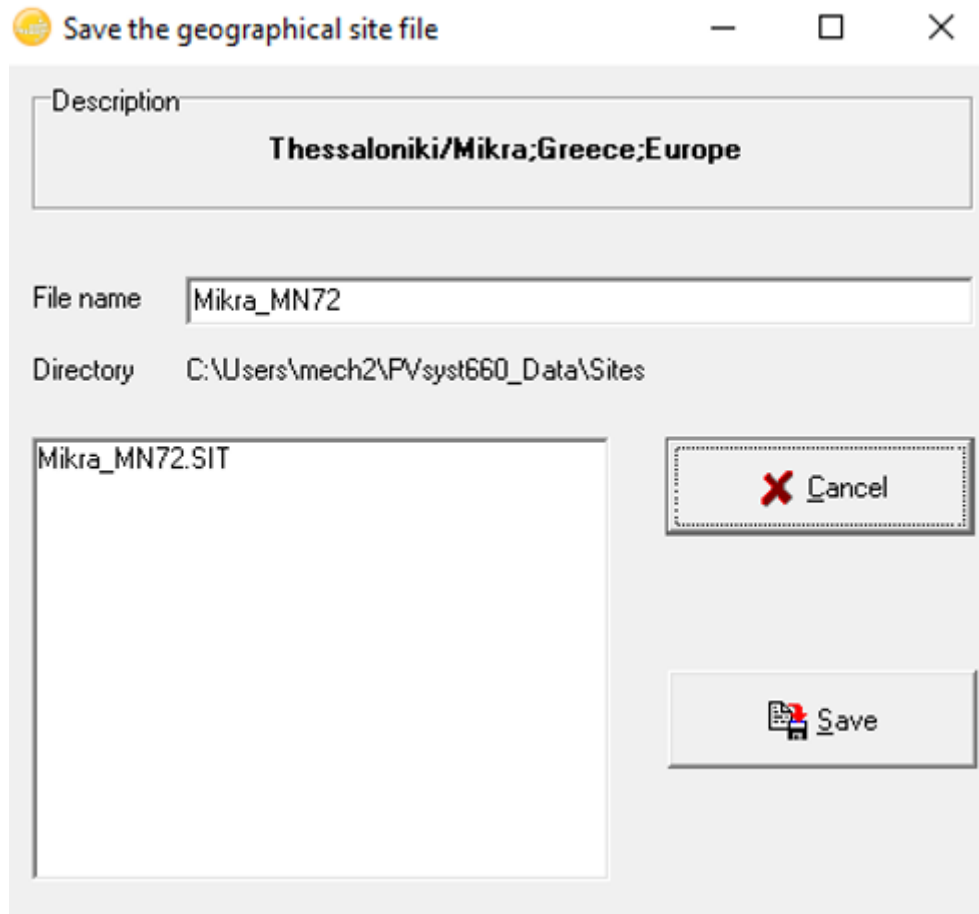 Save the geographical site file
Description
Thessaloniki/Mikra;Greece;Europe
File name Mikra_MN72
Directory C:\Users\mech2\PVsyst660_Data\Sites
Mikra_MN72.SIT
Cancel
Save